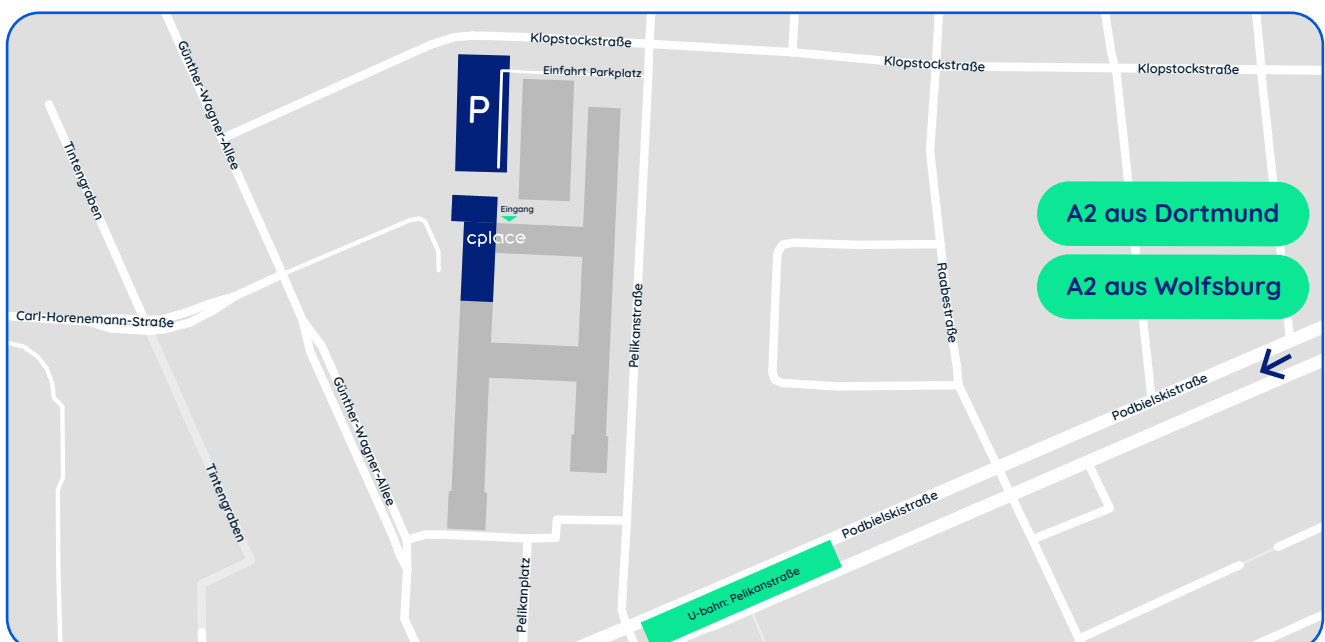 Klopstockstraße
Günther-Wagner-Allee
Klopstockstraße
Klopstockstraße
Einfahrt Parkplatz
P
Tintengraben
Eingang
cplace
A2 aus Dortmund
A2 aus Wolfsburg
Raabestraße
Pelikanstraße
Carl-Horenemann-Straße
Günther-Wagner-Allee
Podbielskistraße
Tintengraben
Podbielskistraße
Pelikanplatz
U-bahn: Pelikanstraße